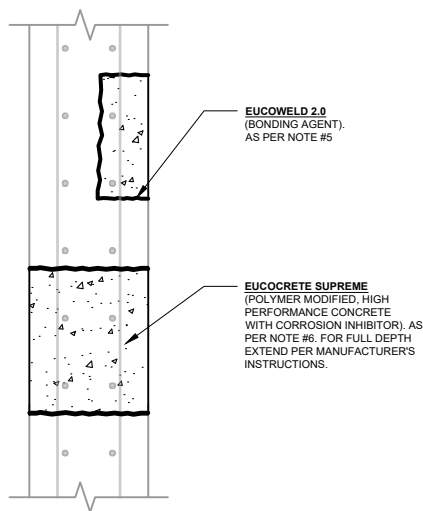 EUCOWELD 2.0
(BONDING AGENT).
AS PER NOTE #5
EUCOCRETE SUPREME
(POLYMER MODIFIED, HIGH
PERFORMANCE CONCRETE
WITH CORROSION INHIBITOR). AS
PER NOTE #6. FOR FULL DEPTH
EXTEND PER MANUFACTURER'S
INSTRUCTIONS.